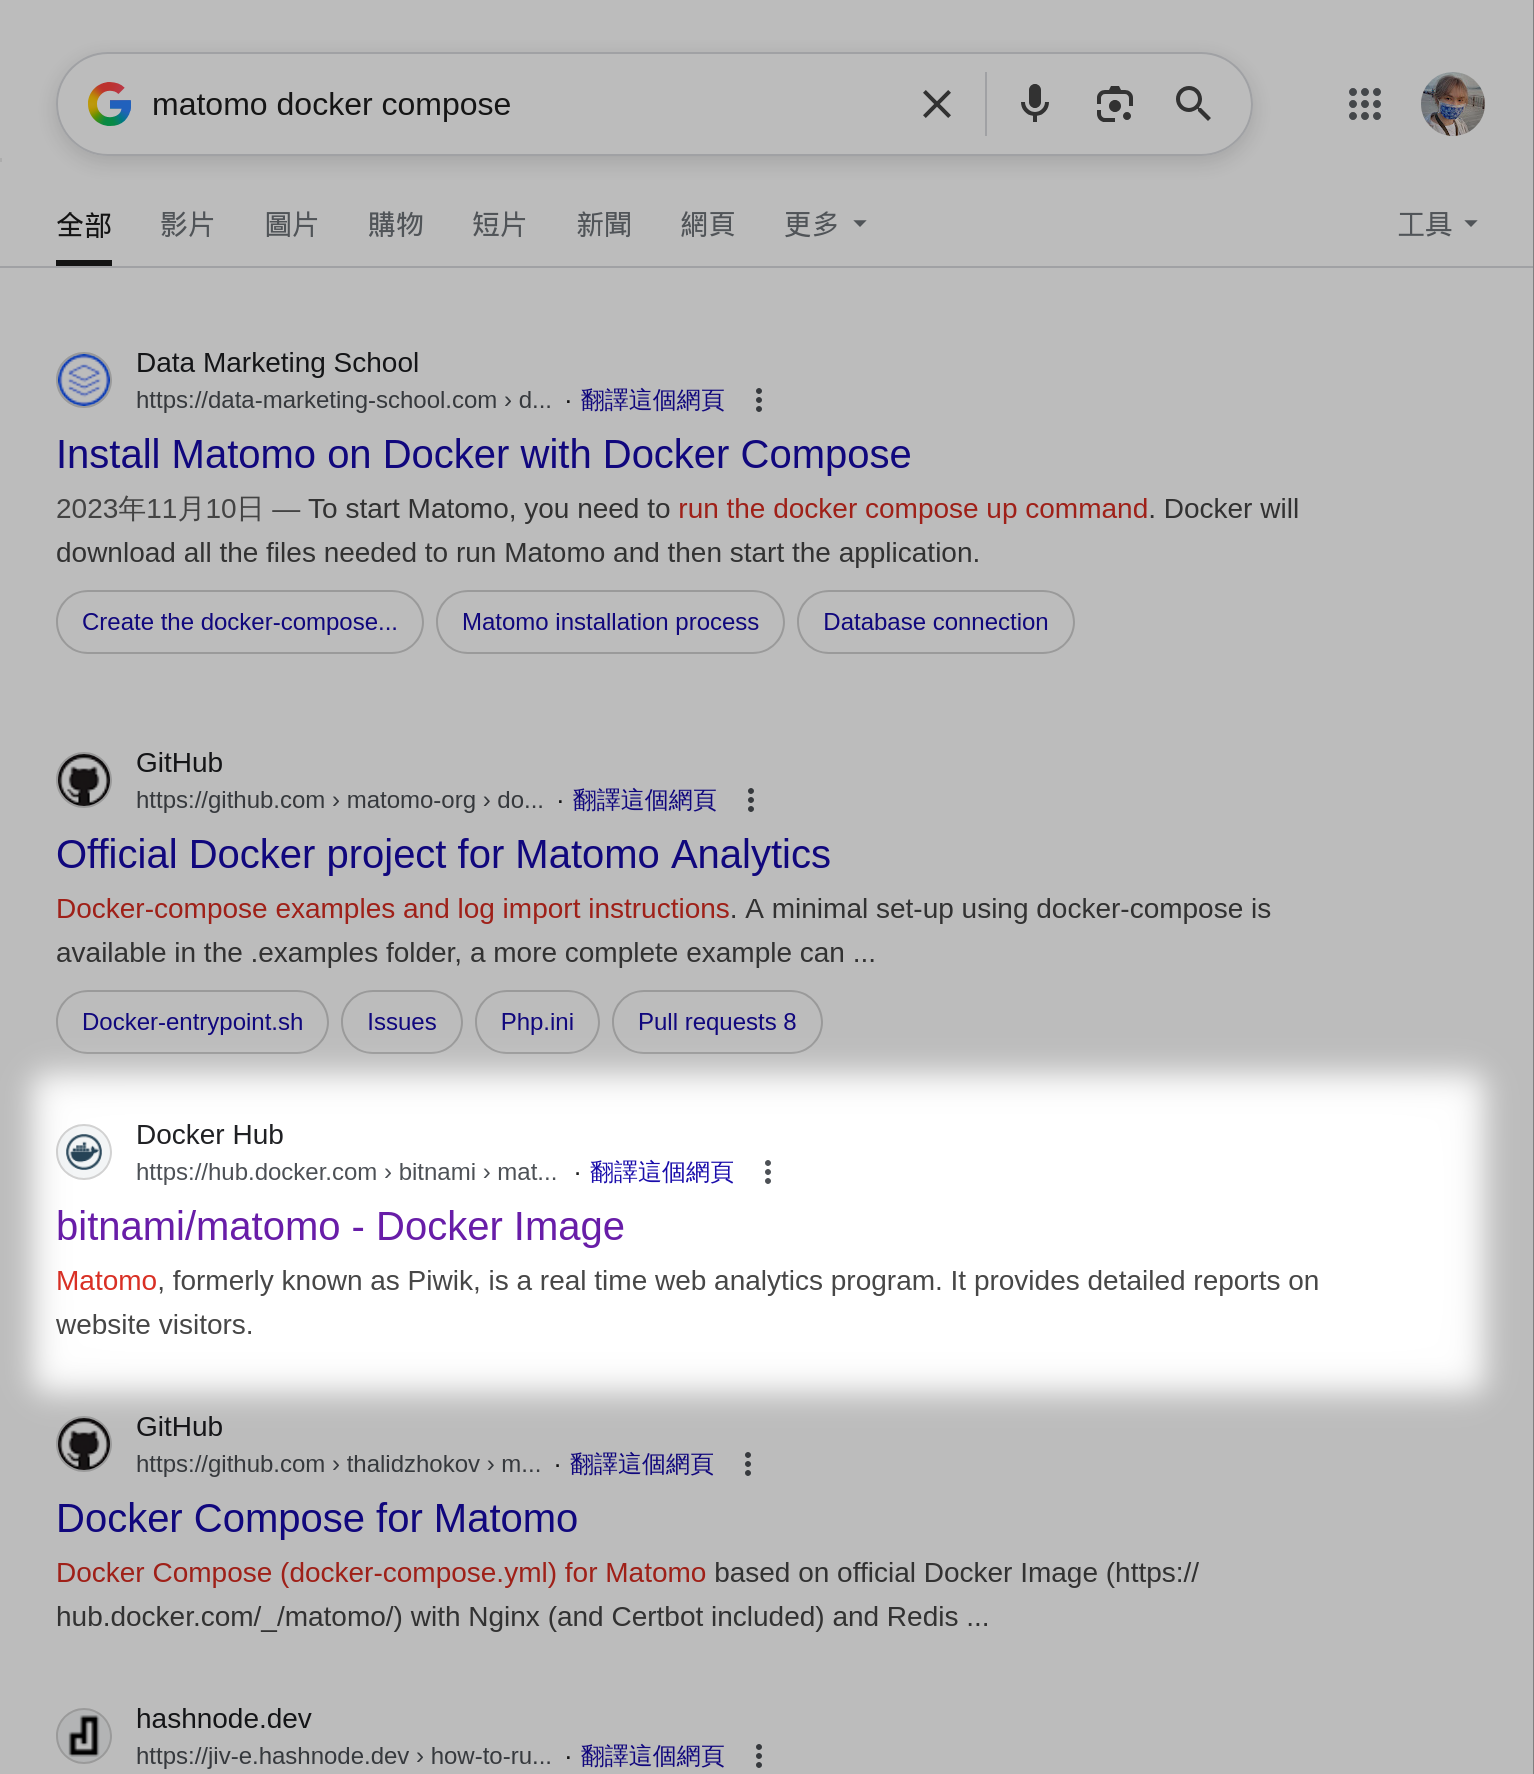 matomo docker compose
全部 影片 圖片 購物 短片 新聞 網頁 更多 工具
Data Marketing School
https://data-marketing-school.com › d... · 翻譯這個網頁
Install Matomo on Docker with Docker Compose
2023年11月10日 — To start Matomo, you need to run the docker compose up command. Docker will
download all the files needed to run Matomo and then start the application.
Create the docker-compose... Matomo installation process Database connection
GitHub
https://github.com › matomo-org › do... · 翻譯這個網頁
Official Docker project for Matomo Analytics
Docker-compose examples and log import instructions. A minimal set-up using docker-compose is
available in the .examples folder, a more complete example can ...
Docker-entrypoint.sh Issues Php.ini Pull requests 8
Docker Hub
https://hub.docker.com › bitnami › mat... · 翻譯這個網頁
bitnami/matomo - Docker Image
Matomo, formerly known as Piwik, is a real time web analytics program. It provides detailed reports on
website visitors.
GitHub
https://github.com › thalidzhokov › m... · 翻譯這個網頁
Docker Compose for Matomo
Docker Compose (docker-compose.yml) for Matomo based on official Docker Image (https://
hub.docker.com/_/matomo/) with Nginx (and Certbot included) and Redis ...
hashnode.dev
https://jiv-e.hashnode.dev › how-to-ru... · 翻譯這個網頁